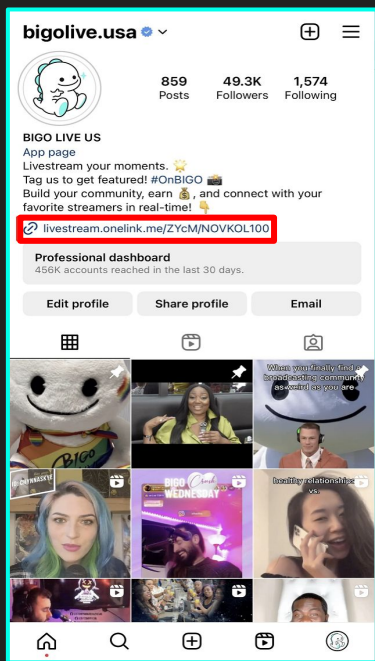 bigolive.usa
859 49.3K 1,574
Posts Followers Following
BIGO LIVE US
App page
Livestream your moments. 🌟
Tag us to get featured! #OnBIGO 📸
Build your community, earn 💰, and connect with your
favorite streamers in real-time! 👇
livestream.onelink.me/ZYcM/NOVKOL100
Professional dashboard
456K accounts reached in the last 30 days.
Edit profile Share profile Email
When you finally find a
broadcasting community
as weird as you are
BIGO
BIGO Crush
WEDNESDAY
healthy relationships
vs.